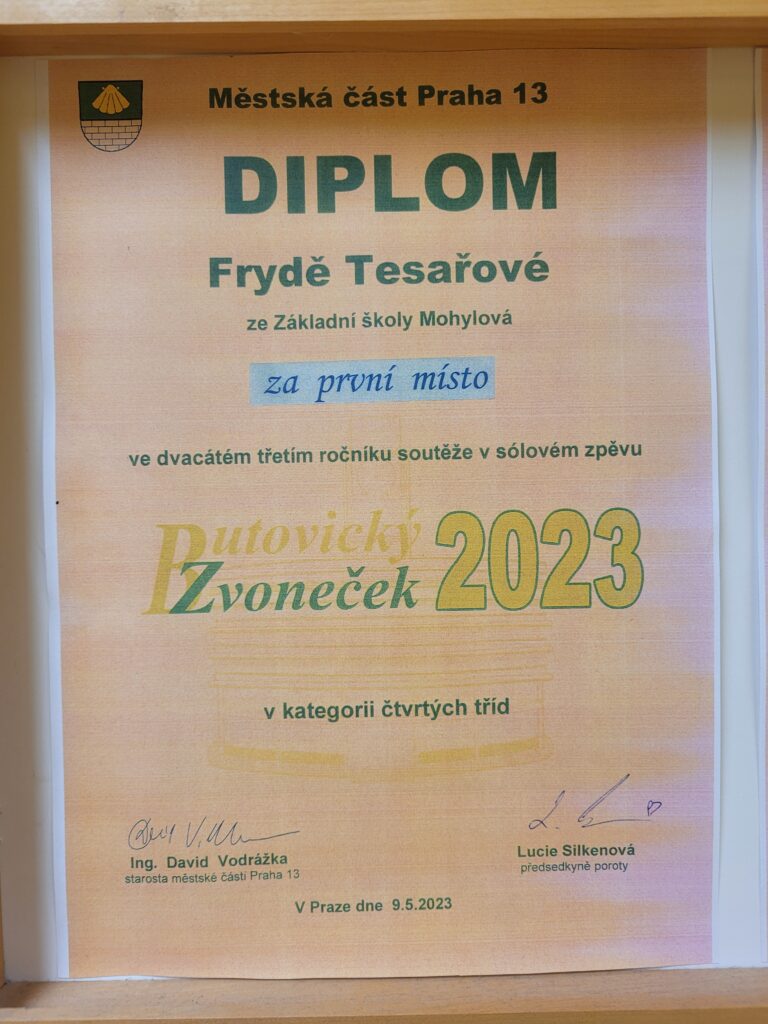 Městská část Praha 13
DIPLOM
Frydě Tesařové
ze Základní školy Mohylová
za první místo
ve dvacátém třetím ročníku soutěže v sólovém zpěvu
Butovický
Zvoneček 2023
v kategorii čtvrtých tříd
Ing. David Vodrážka
starosta městské části Praha 13
Lucie Silkenová
předsedkyně poroty
V Praze dne 9.5.2023